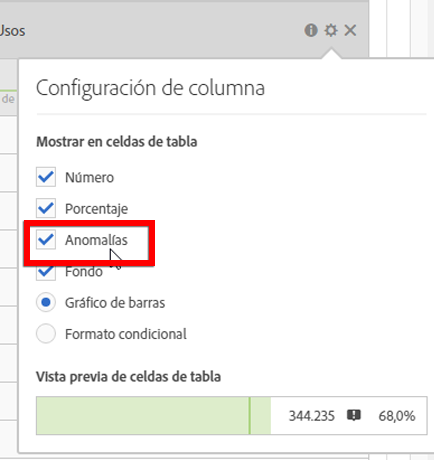 Usos
de
Configuración de columna
Mostrar en celdas de tabla
Número
Porcentaje
Anomalías
Fondo
Gráfico de barras
Formato condicional
Vista previa de celdas de tabla
344.235 68,0%